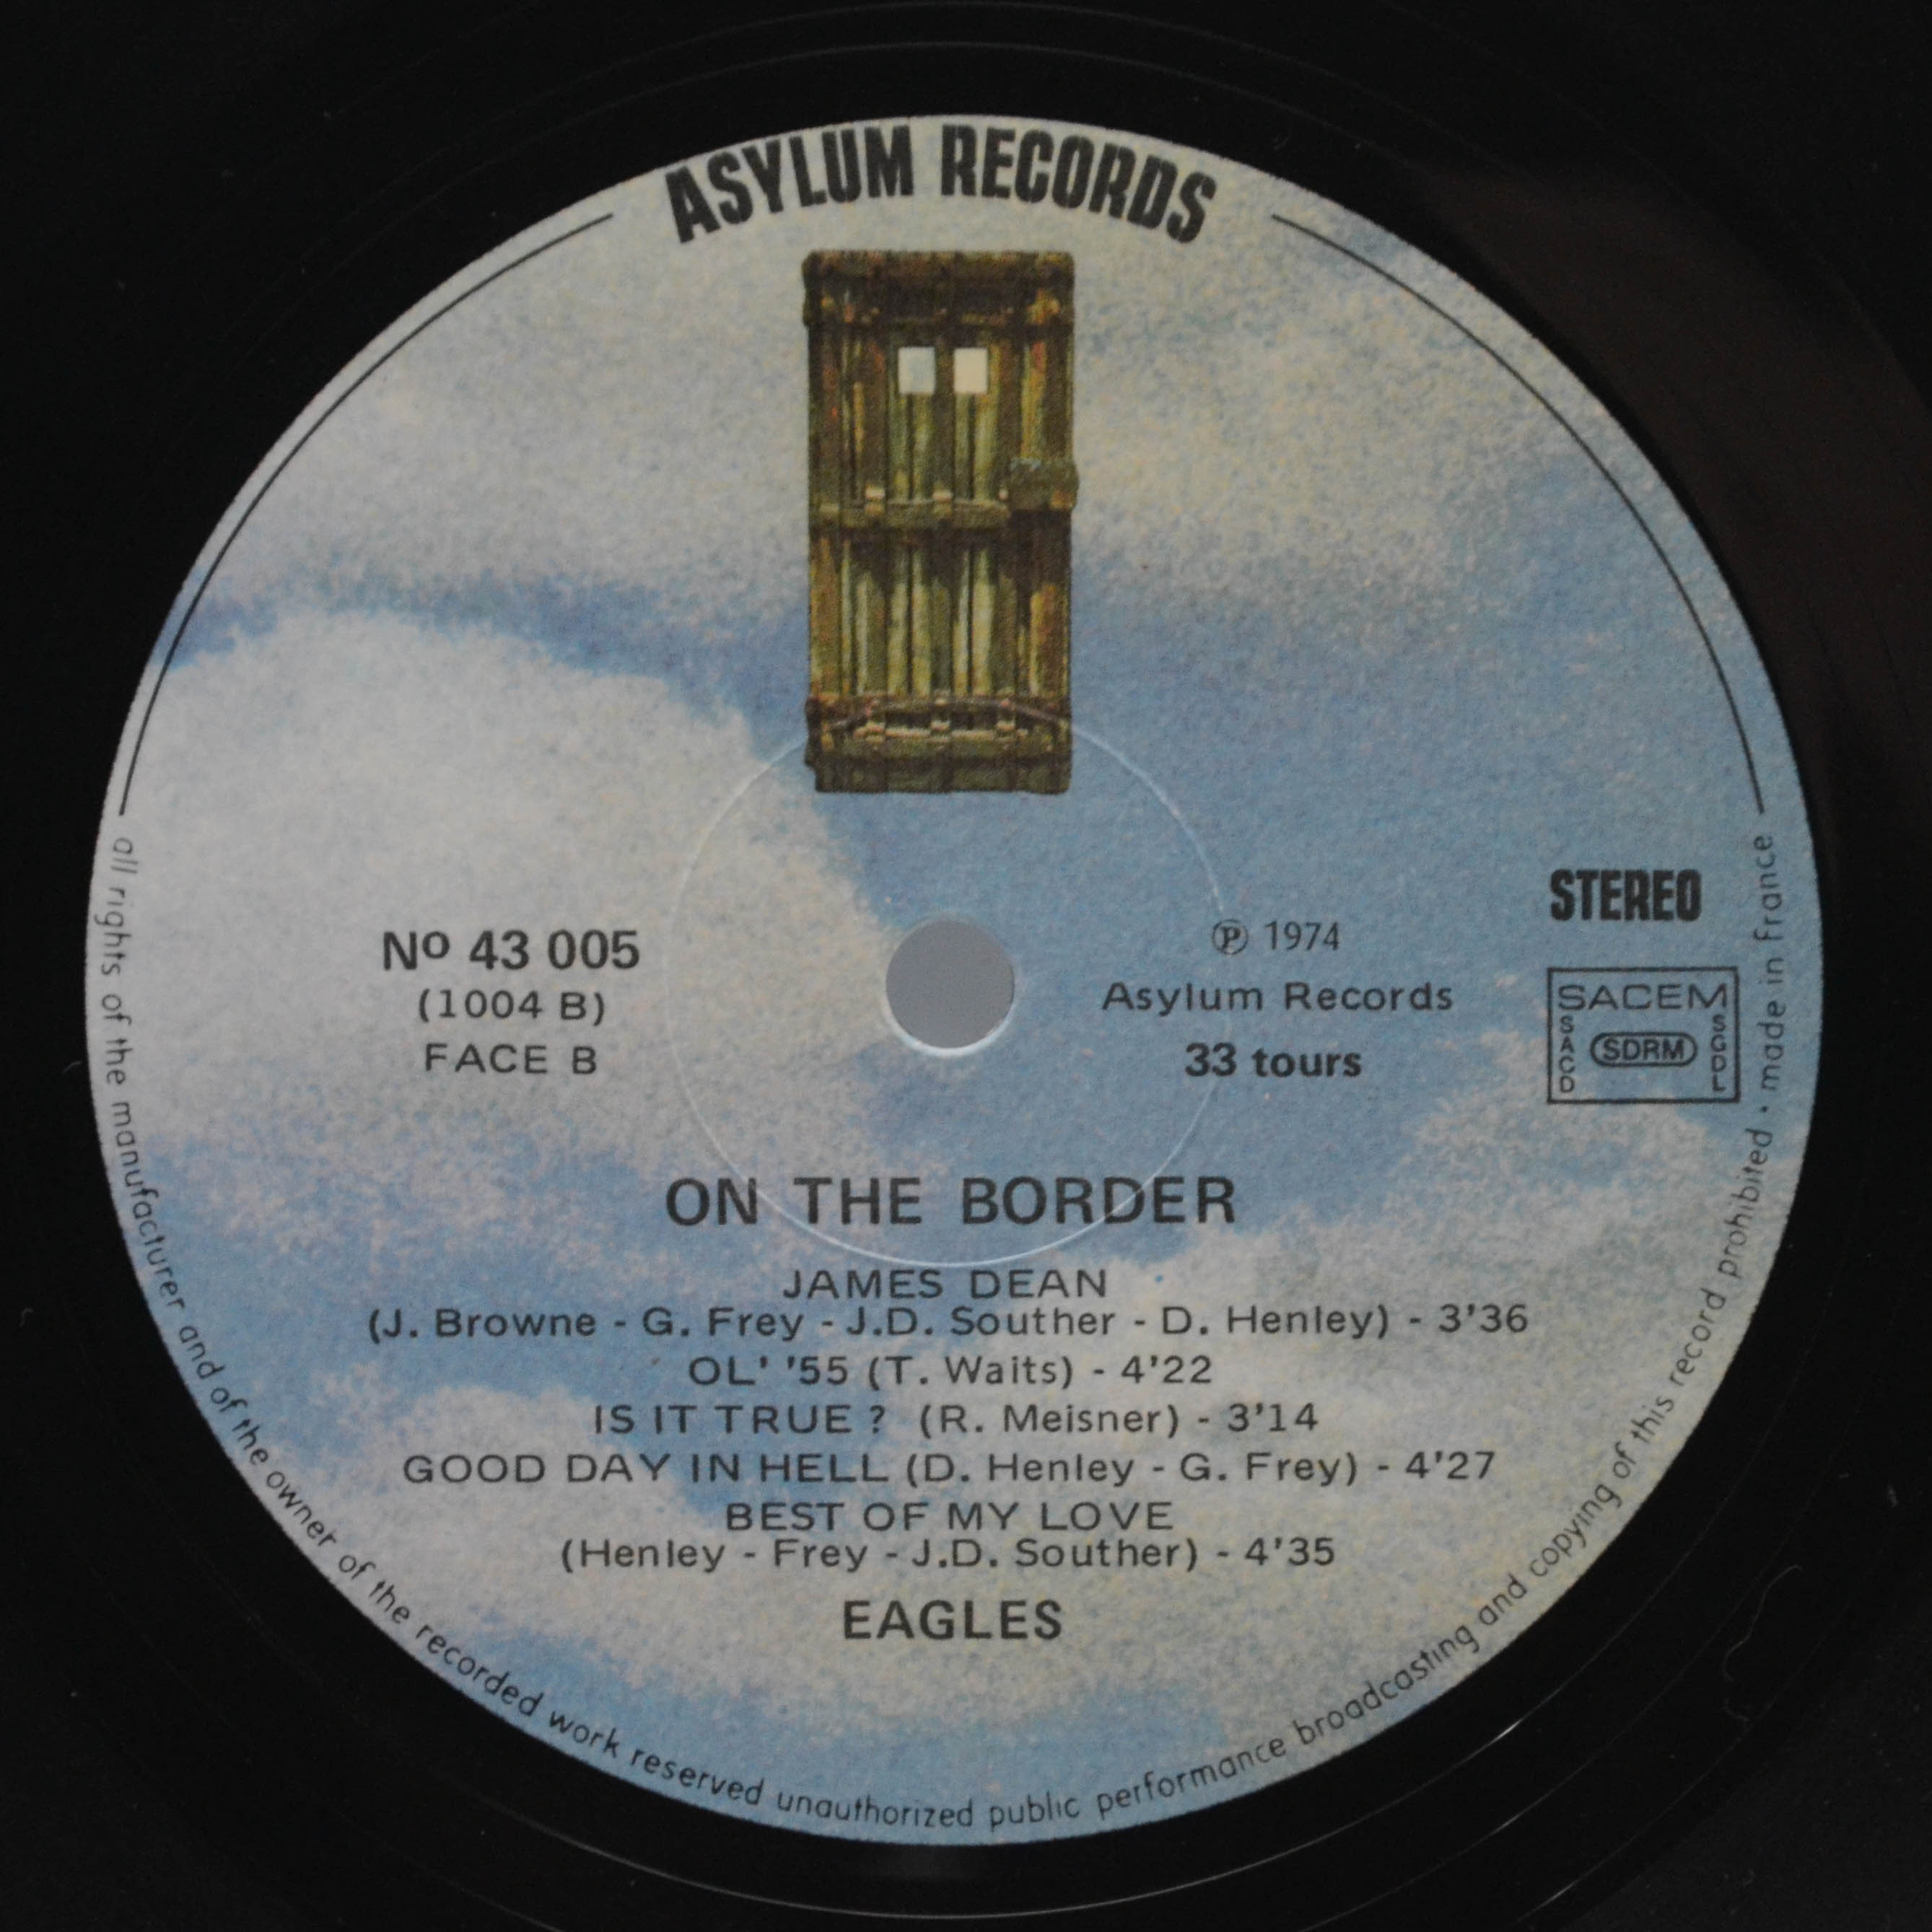 ASYLUM RECORDS
STEREO
Nº 43 005
(1004 B)
FACE B
℗ 1974
Asylum Records
33 tours
SACEM
SACD
SDRM
SGDL
ON THE BORDER
JAMES DEAN
(J. Browne - G. Frey - J.D. Souther - D. Henley) - 3'36
OL' '55 (T. Waits) - 4'22
IS IT TRUE ? (R. Meisner) - 3'14
GOOD DAY IN HELL (D. Henley - G. Frey) - 4'27
BEST OF MY LOVE
(Henley - Frey - J.D. Souther) - 4'35
EAGLES
all rights of the manufacturer and of the owner of the recorded work reserved unauthorized public performance broadcasting and copying of this record prohibited • made in france